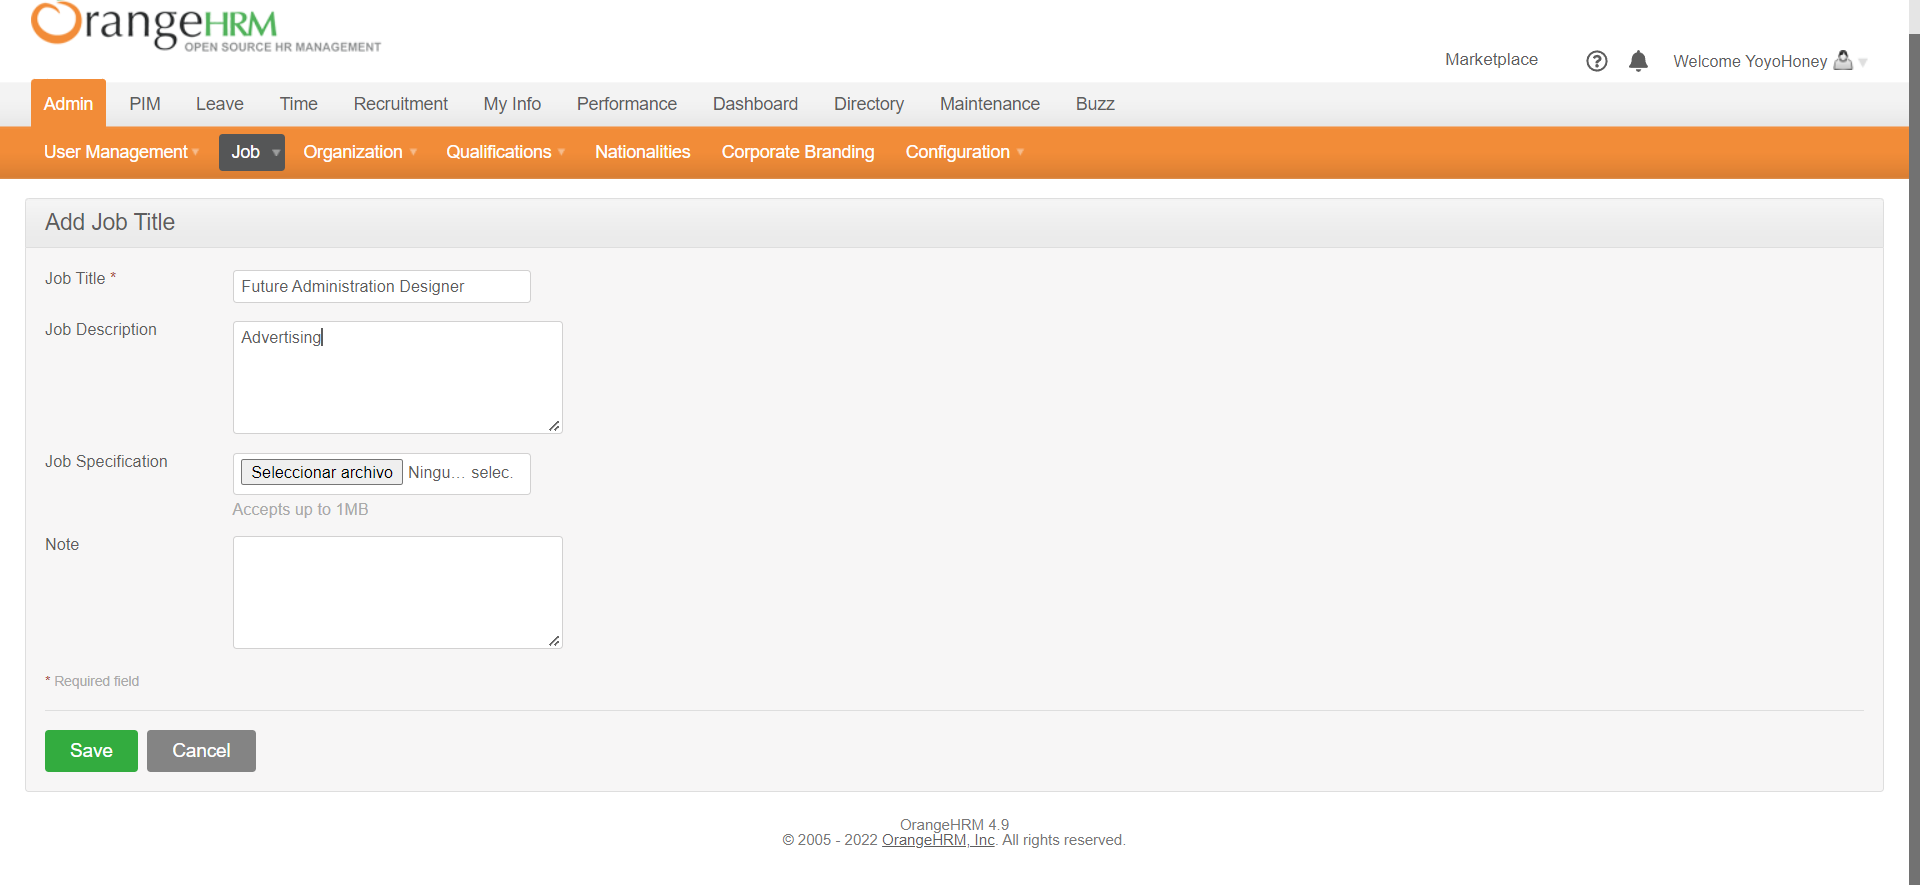 OrangeHRM
OPEN SOURCE HR MANAGEMENT
Marketplace
Welcome YoyoHoney
Admin PIM Leave Time Recruitment My Info Performance Dashboard Directory Maintenance Buzz
User Management Job Organization Qualifications Nationalities Corporate Branding Configuration
Add Job Title
Job Title * Future Administration Designer
Job Description Advertising
Job Specification Seleccionar archivo Ningu… selec.
Accepts up to 1MB
Note
* Required field
Save Cancel
OrangeHRM 4.9
© 2005 - 2022 OrangeHRM, Inc. All rights reserved.